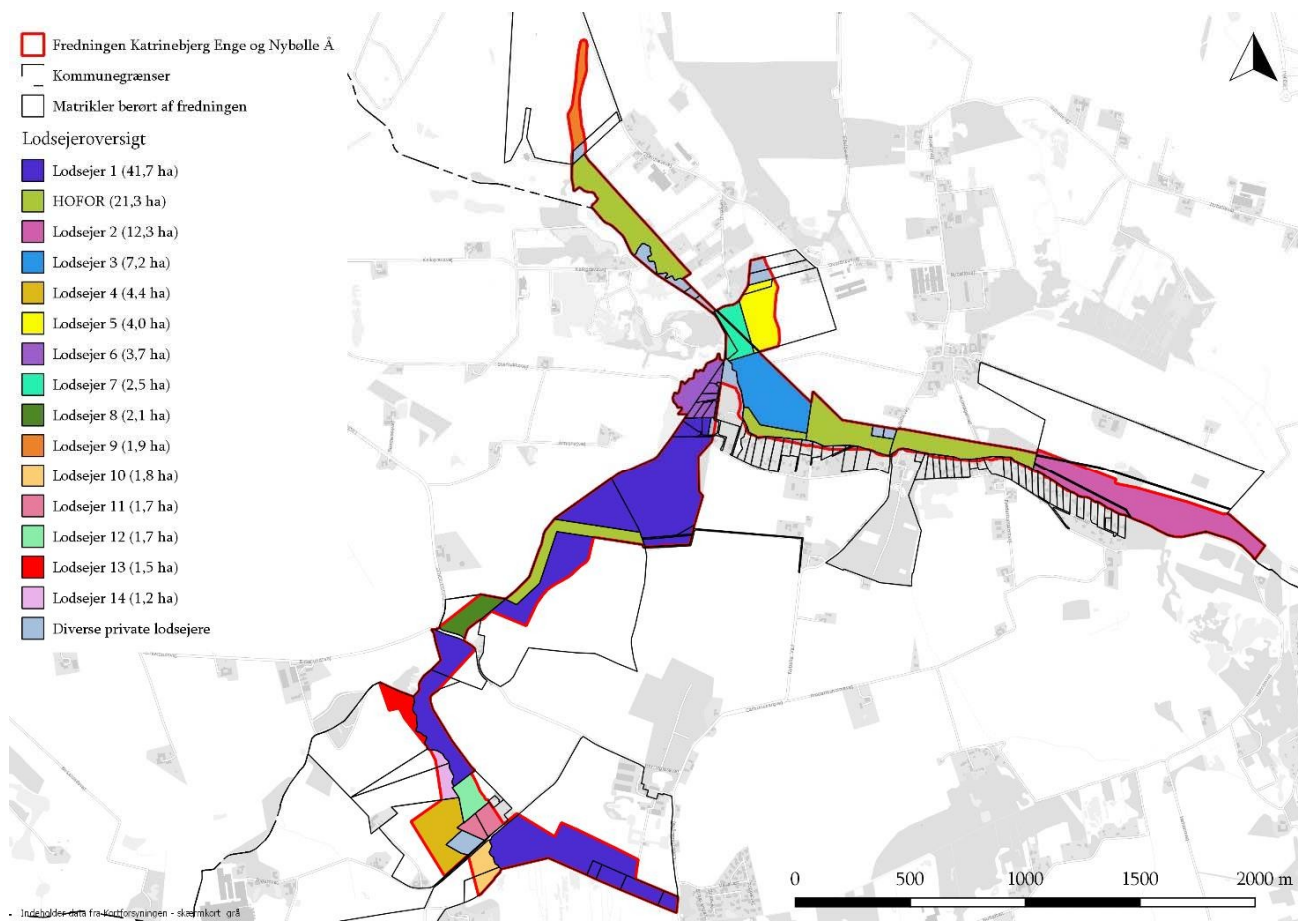 Fredningen Katrinebjerg Enge og Nybølle Å
Kommunegrænser
Matrikler berørt af fredningen
Lodsejeroversigt
Lodsejer 1 (41,7 ha)
HOFOR (21,3 ha)
Lodsejer 2 (12,3 ha)
Lodsejer 3 (7,2 ha)
Lodsejer 4 (4,4 ha)
Lodsejer 5 (4,0 ha)
Lodsejer 6 (3,7 ha)
Lodsejer 7 (2,5 ha)
Lodsejer 8 (2,1 ha)
Lodsejer 9 (1,9 ha)
Lodsejer 10 (1,8 ha)
Lodsejer 11 (1,7 ha)
Lodsejer 12 (1,7 ha)
Lodsejer 13 (1,5 ha)
Lodsejer 14 (1,2 ha)
Diverse private lodsejere
0 500 1000 1500 2000 m
Indeholder data fra Kortforsyningen - skærmkort grå